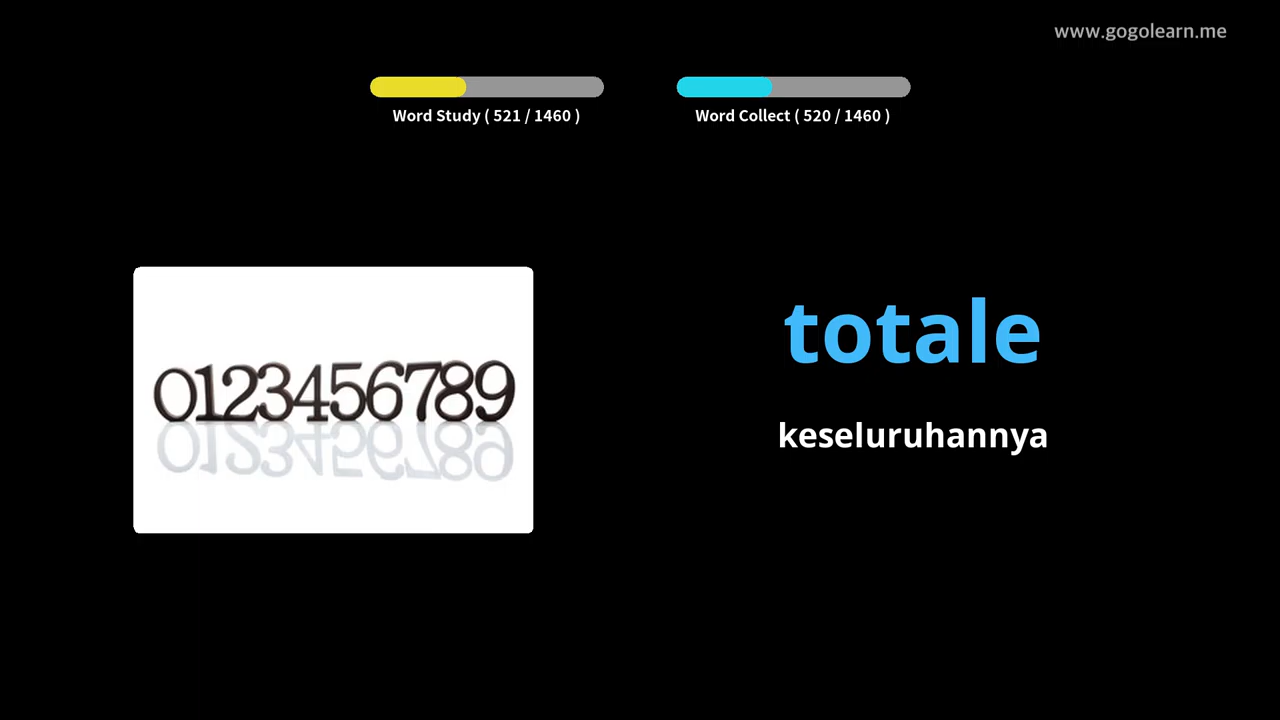 www.gogolearn.me
Word Study ( 521 / 1460 )
Word Collect ( 520 / 1460 )
0123456789
totale
keseluruhannya